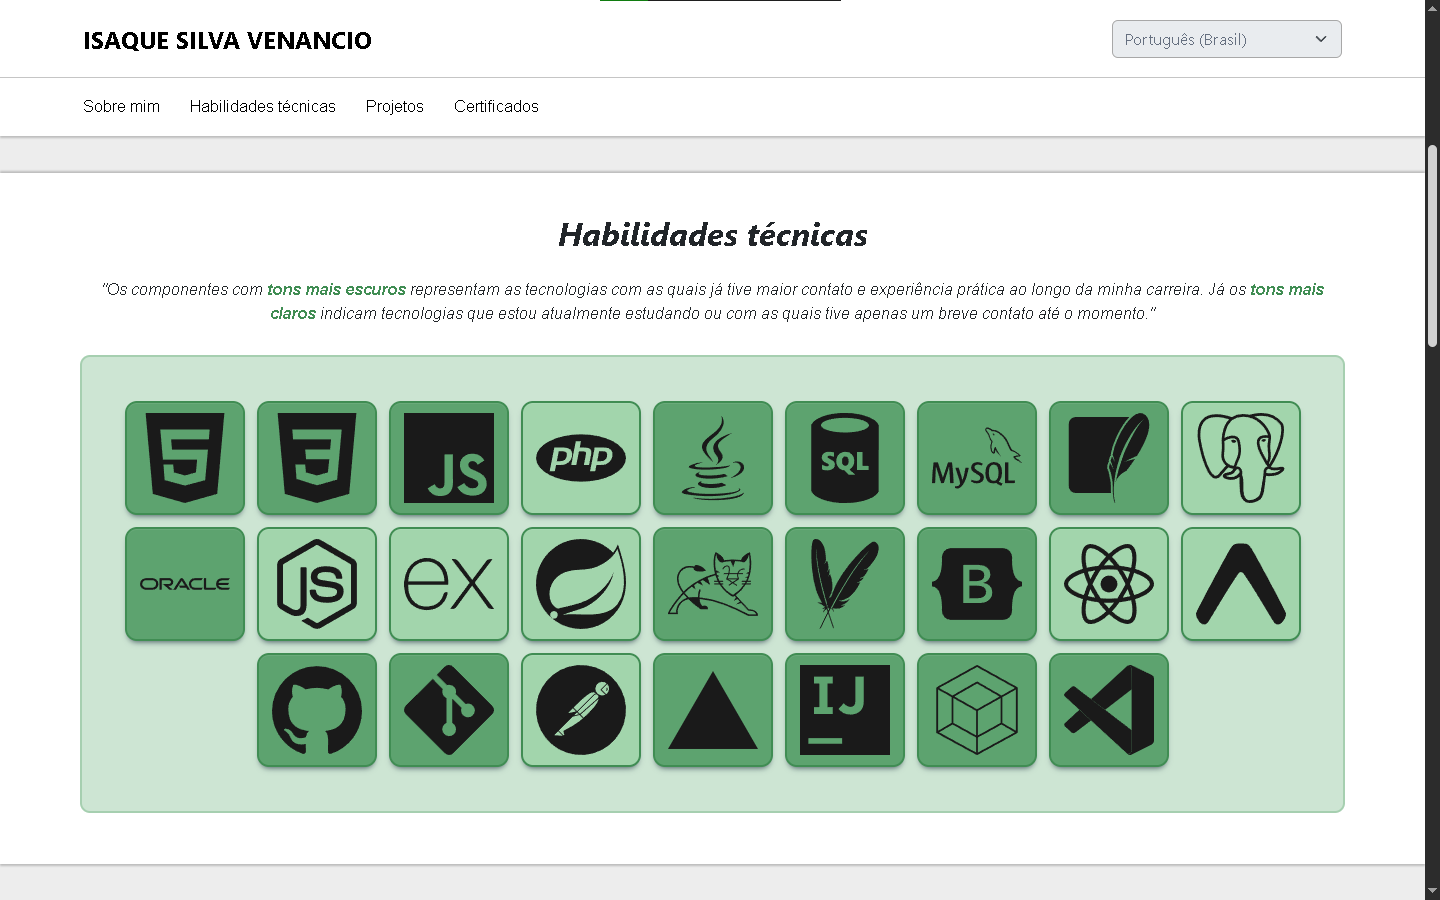 ISAQUE SILVA VENANCIO
Português (Brasil)
Sobre mim Habilidades técnicas Projetos Certificados
Habilidades técnicas
"Os componentes com tons mais escuros representam as tecnologias com as quais já tive maior contato e experiência prática ao longo da minha carreira. Já os tons mais
claros indicam tecnologias que estou atualmente estudando ou com as quais tive apenas um breve contato até o momento."
5 3 JS php SQL MySQL
ORACLE JS ex B
IJ